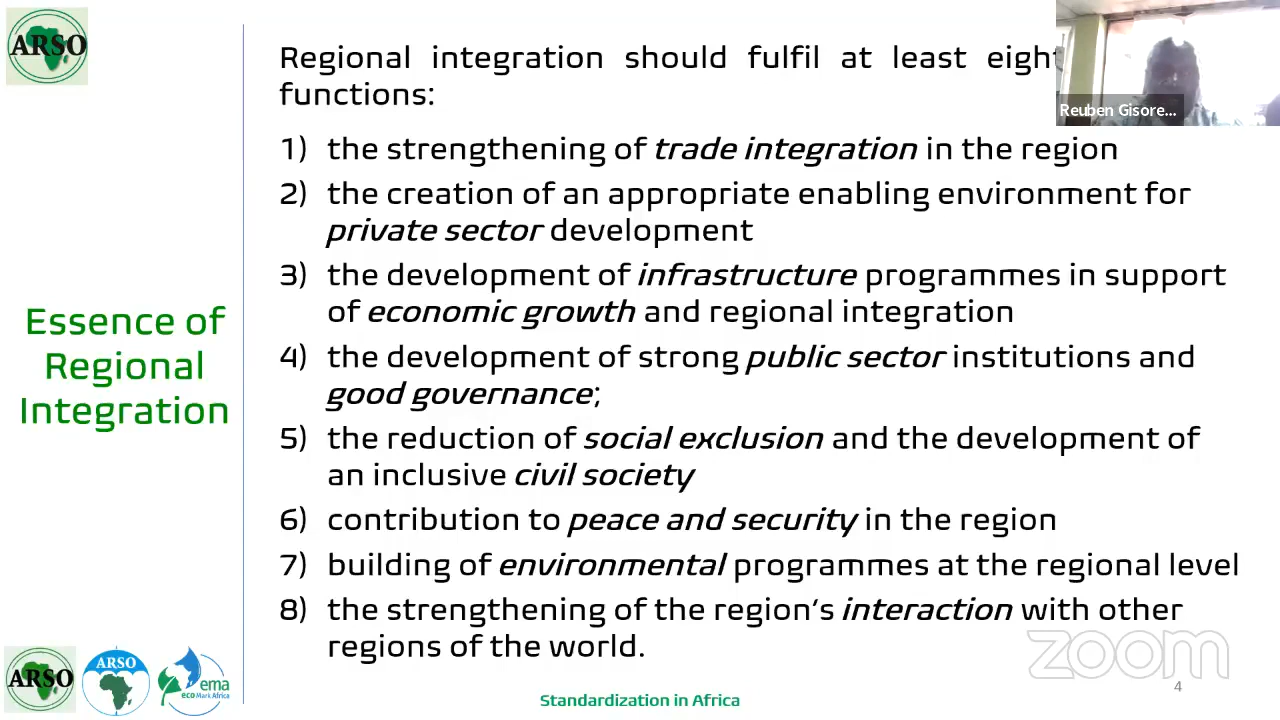 ARSO
Regional integration should fulfil at least eight
functions:
Reuben Gisore...
1) the strengthening of trade integration in the region
2) the creation of an appropriate enabling environment for
private sector development
3) the development of infrastructure programmes in support
of economic growth and regional integration
4) the development of strong public sector institutions and
good governance;
5) the reduction of social exclusion and the development of
an inclusive civil society
6) contribution to peace and security in the region
7) building of environmental programmes at the regional level
8) the strengthening of the region's interaction with other
regions of the world.
Essence of
Regional
Integration
ARSO
ARSO
ema
eco Mark Africa
Standardization in Africa
zoom
4